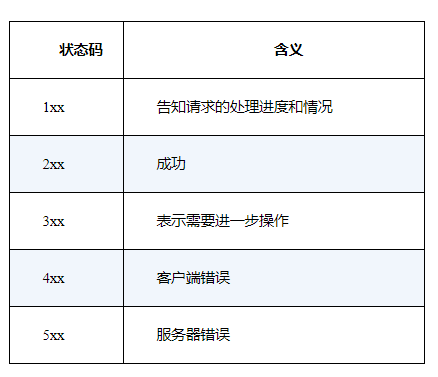 状态码 含义
1xx 告知请求的处理进度和情况
2xx 成功
3xx 表示需要进一步操作
4xx 客户端错误
5xx 服务器错误